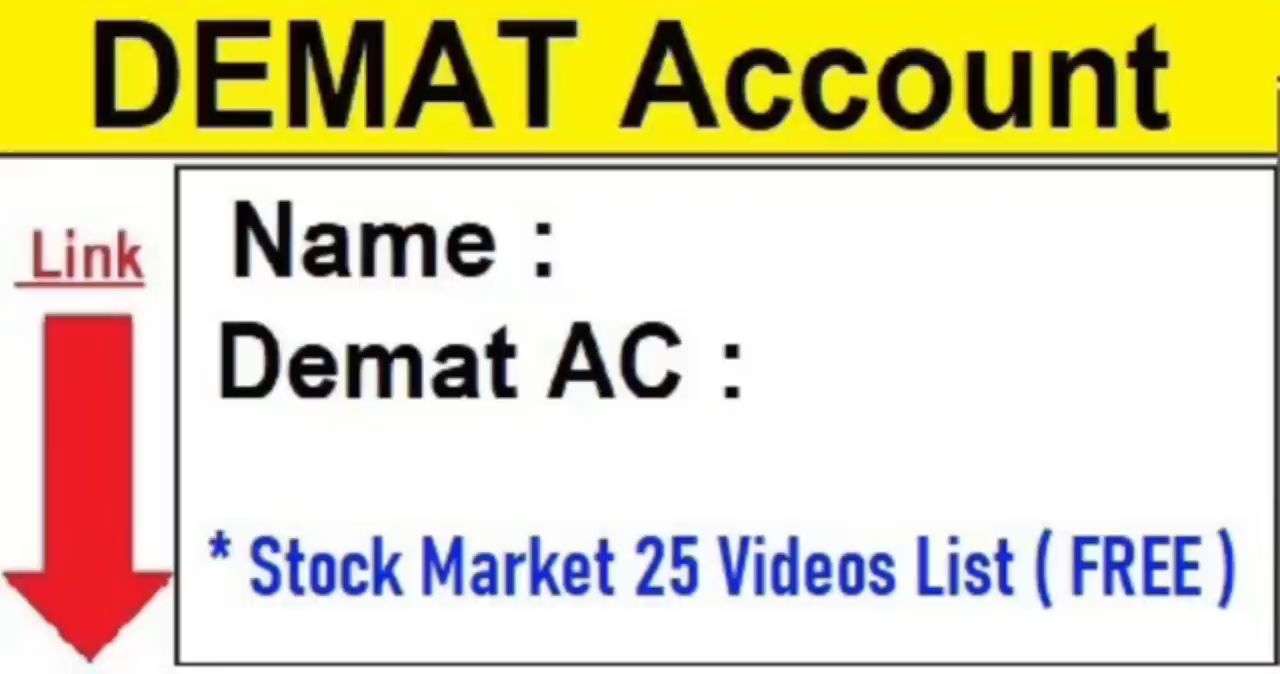 DEMAT Account
Link
Name :
Demat AC :
* Stock Market 25 Videos List ( FREE )